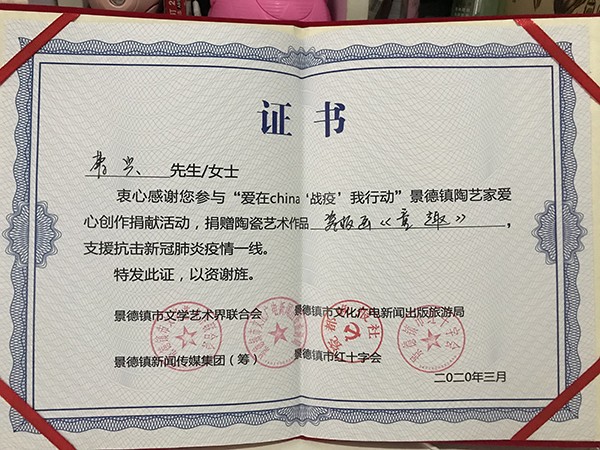 证书
兴 先生/女士
衷心感谢您参与“爱在china‘战疫’我行动”景德镇陶艺家爱
心创作捐献活动，捐赠陶瓷艺术作品 瓷板画《童趣》，
支援抗击新冠肺炎疫情一线。
特发此证，以资谢旌。
景德镇市文学艺术界联合会 景德镇市文化广电新闻出版旅游局
景德镇新闻传媒集团（筹） 景德镇市红十字会
二〇二〇年三月